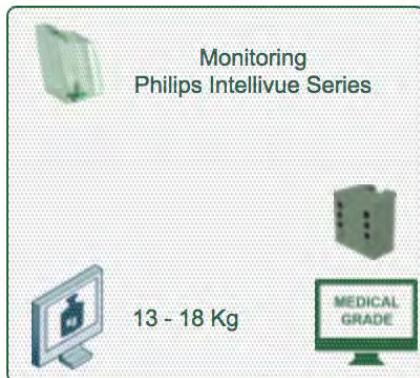 Monitoring
Philips Intellivue Series
13 - 18 Kg
MEDICAL
GRADE